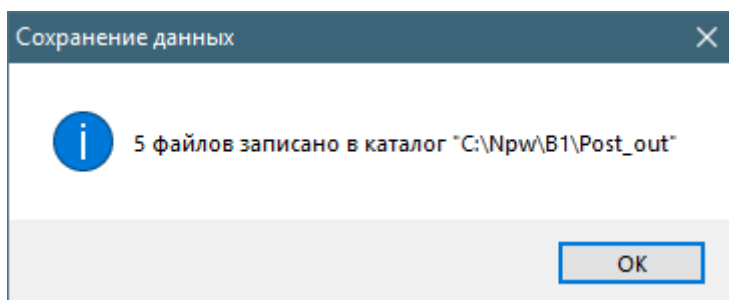 Сохранение данных
5 файлов записано в каталог "C:\Npw\B1\Post_out"
OK